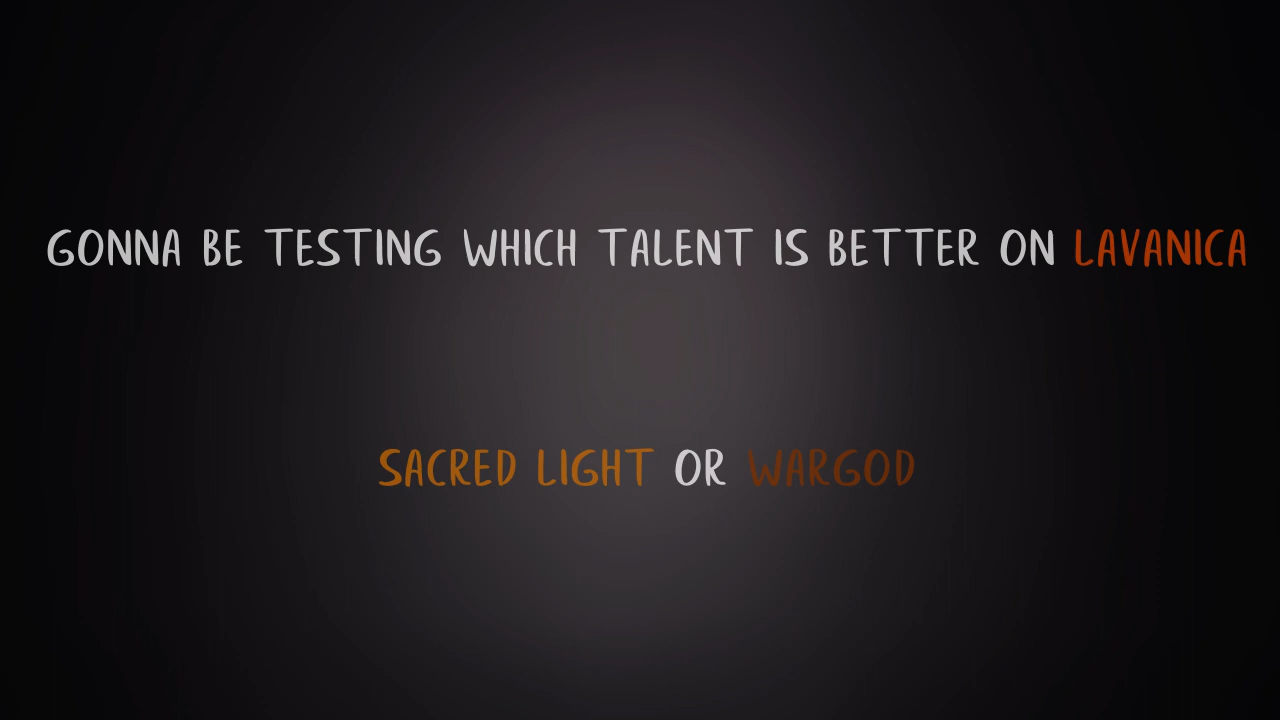 GONNA BE TESTING WHICH TALENT IS BETTER ON LAVANICA
SACRED LIGHT OR WARGOD